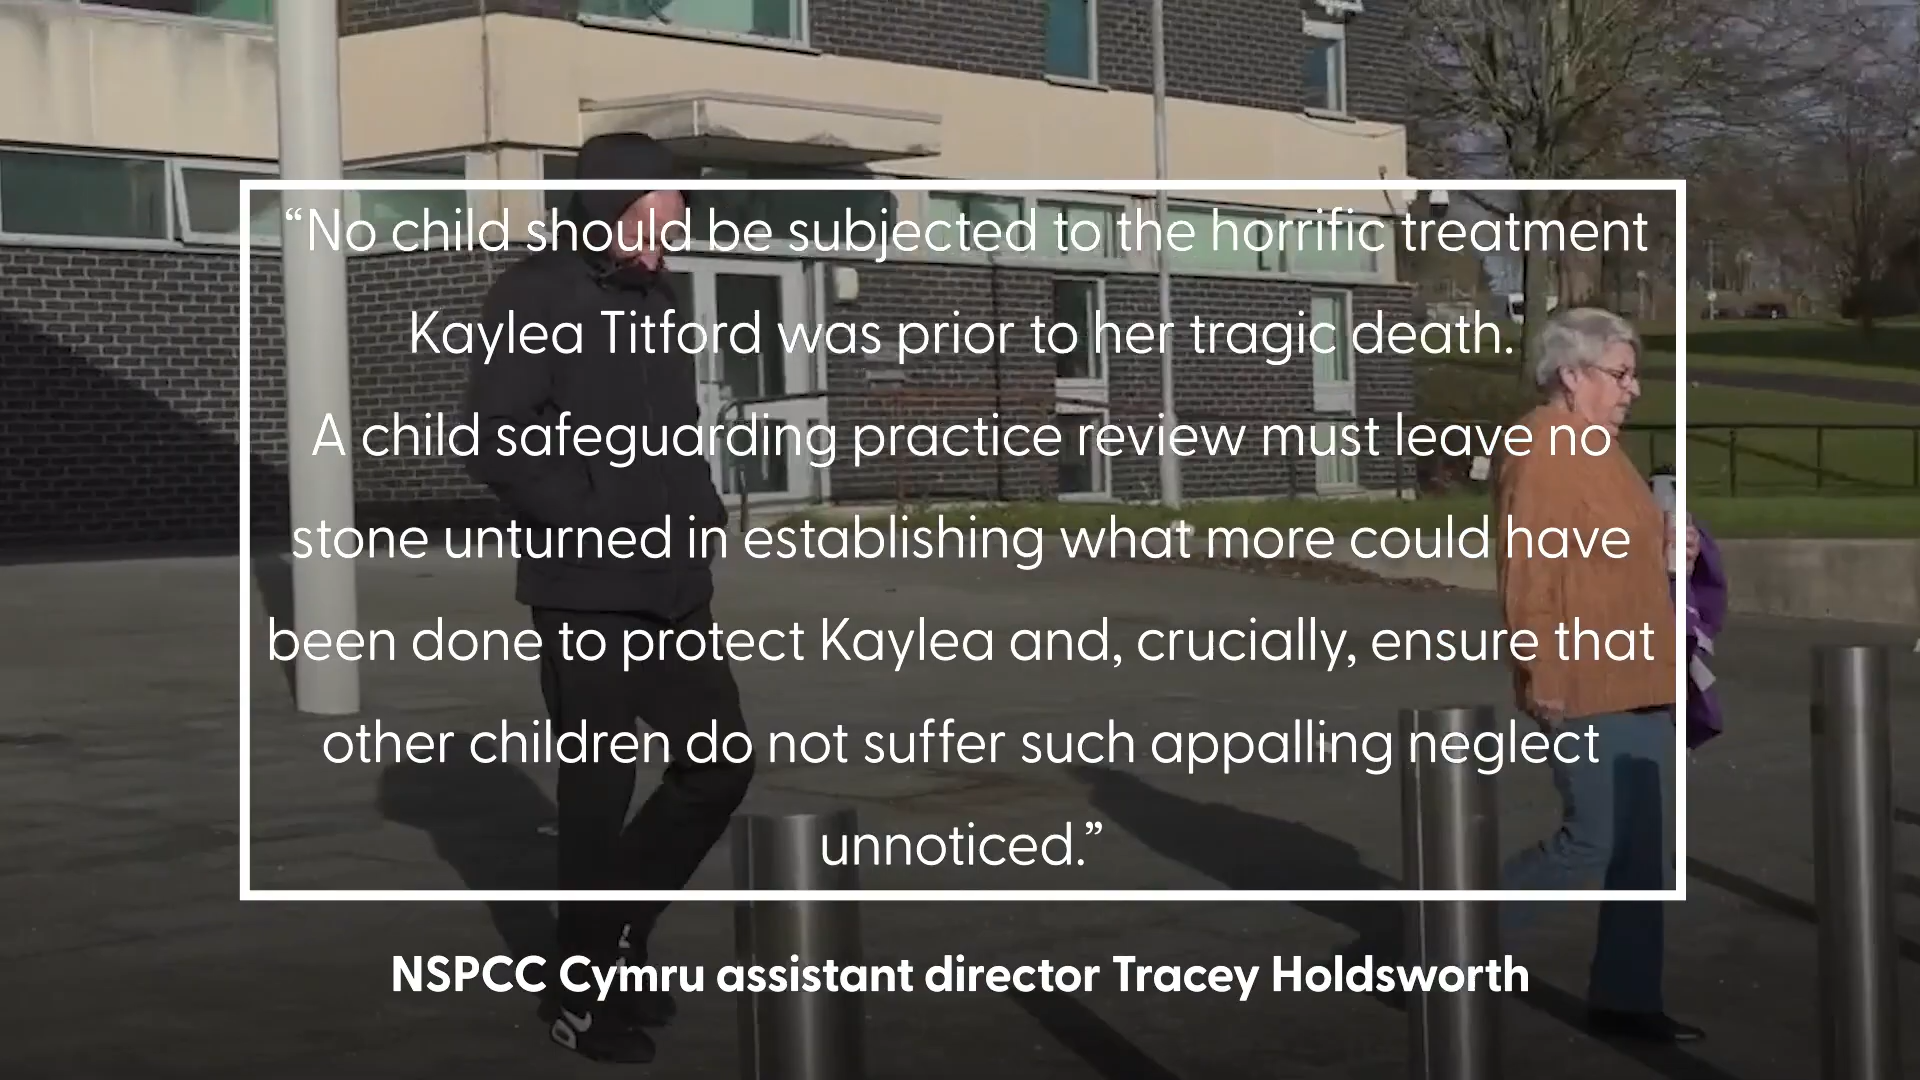 “No child should be subjected to the horrific treatment
Kaylea Titford was prior to her tragic death.
A child safeguarding practice review must leave no
stone unturned in establishing what more could have
been done to protect Kaylea and, crucially, ensure that
other children do not suffer such appalling neglect
unnoticed.”
NSPCC Cymru assistant director Tracey Holdsworth